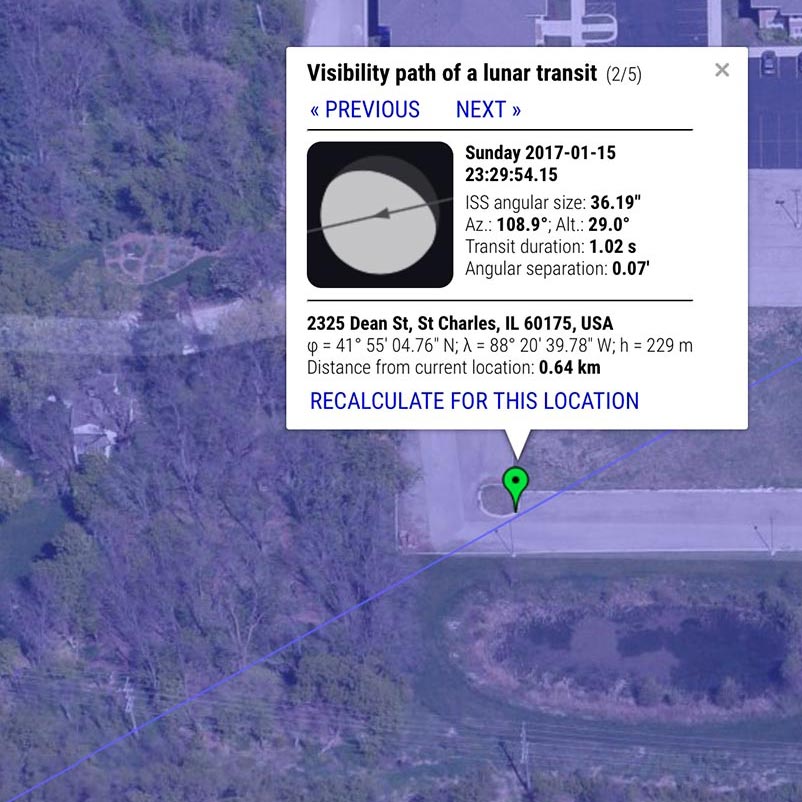 Visibility path of a lunar transit (2/5)
« PREVIOUS NEXT »
Sunday 2017-01-15
23:29:54.15
ISS angular size: 36.19"
Az.: 108.9°; Alt.: 29.0°
Transit duration: 1.02 s
Angular separation: 0.07'
2325 Dean St, St Charles, IL 60175, USA
φ = 41° 55' 04.76" N; λ = 88° 20' 39.78" W; h = 229 m
Distance from current location: 0.64 km
RECALCULATE FOR THIS LOCATION